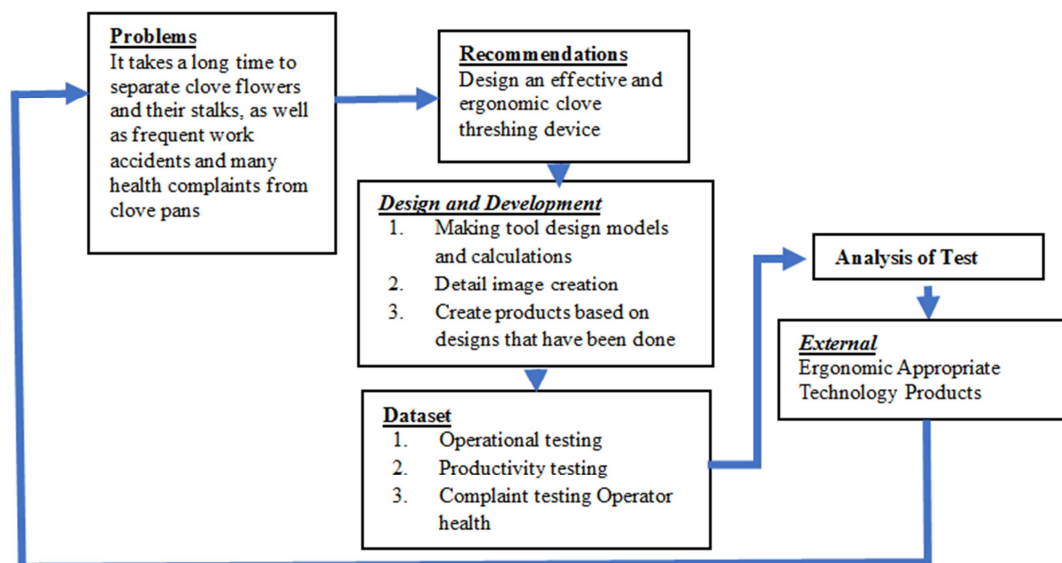 Problems
It takes a long time to
separate clove flowers
and their stalks, as well
as frequent work
accidents and many
health complaints from
clove pans
Recommendations
Design an effective and
ergonomic clove
threshing device
Design and Development
1. Making tool design models
and calculations
2. Detail image creation
3. Create products based on
designs that have been done
Dataset
1. Operational testing
2. Productivity testing
3. Complaint testing Operator
health
Analysis of Test
External
Ergonomic Appropriate
Technology Products